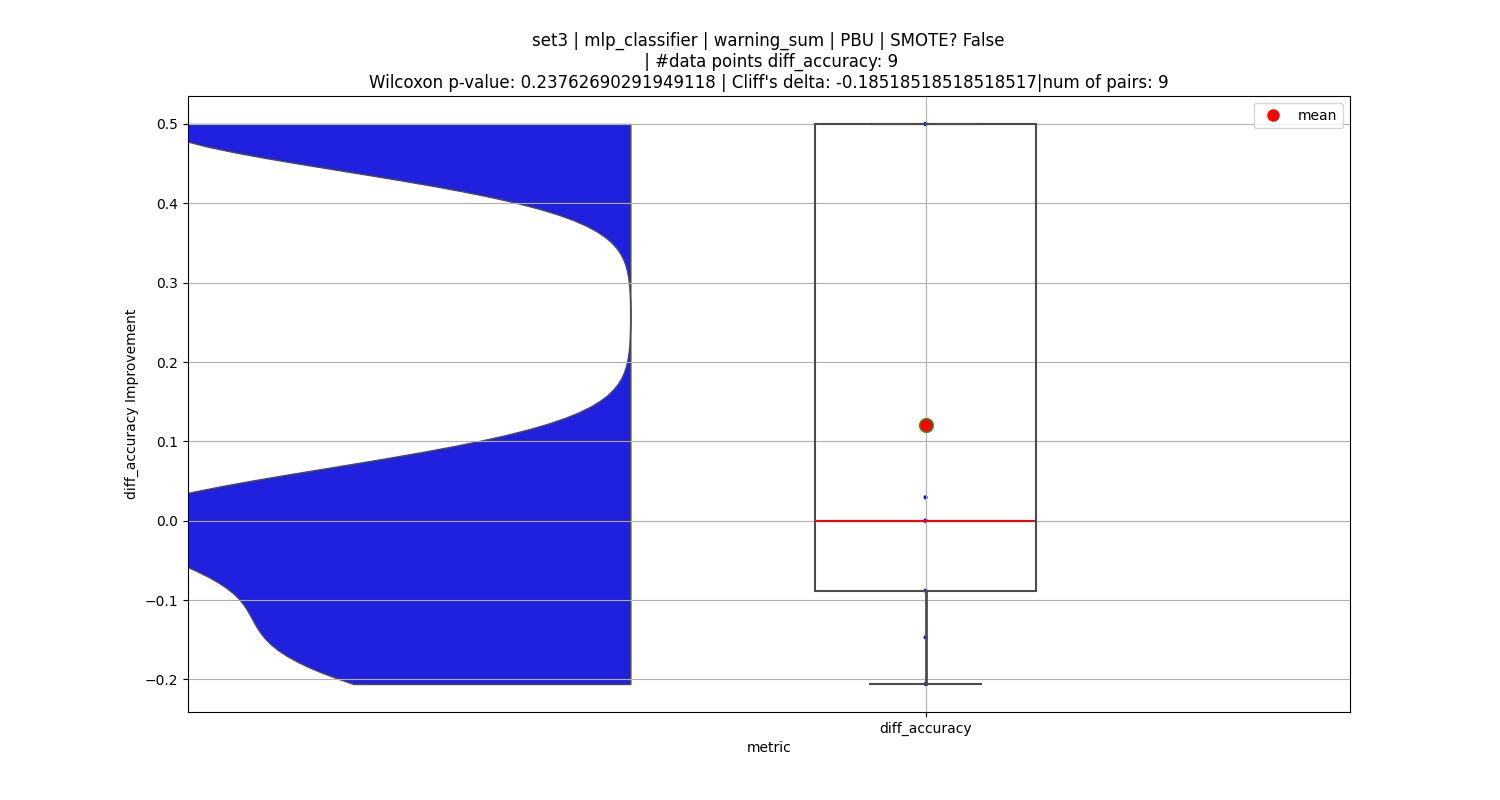 set3 | mlp_classifier | warning_sum | PBU | SMOTE? False
| #data points diff_accuracy: 9
Wilcoxon p-value: 0.23762690291949118 | Cliff's delta: -0.18518518518518517|num of pairs: 9
mean
0.5
0.4
0.3
0.2
0.1
0.0
−0.1
−0.2
diff_accuracy Improvement
diff_accuracy
metric